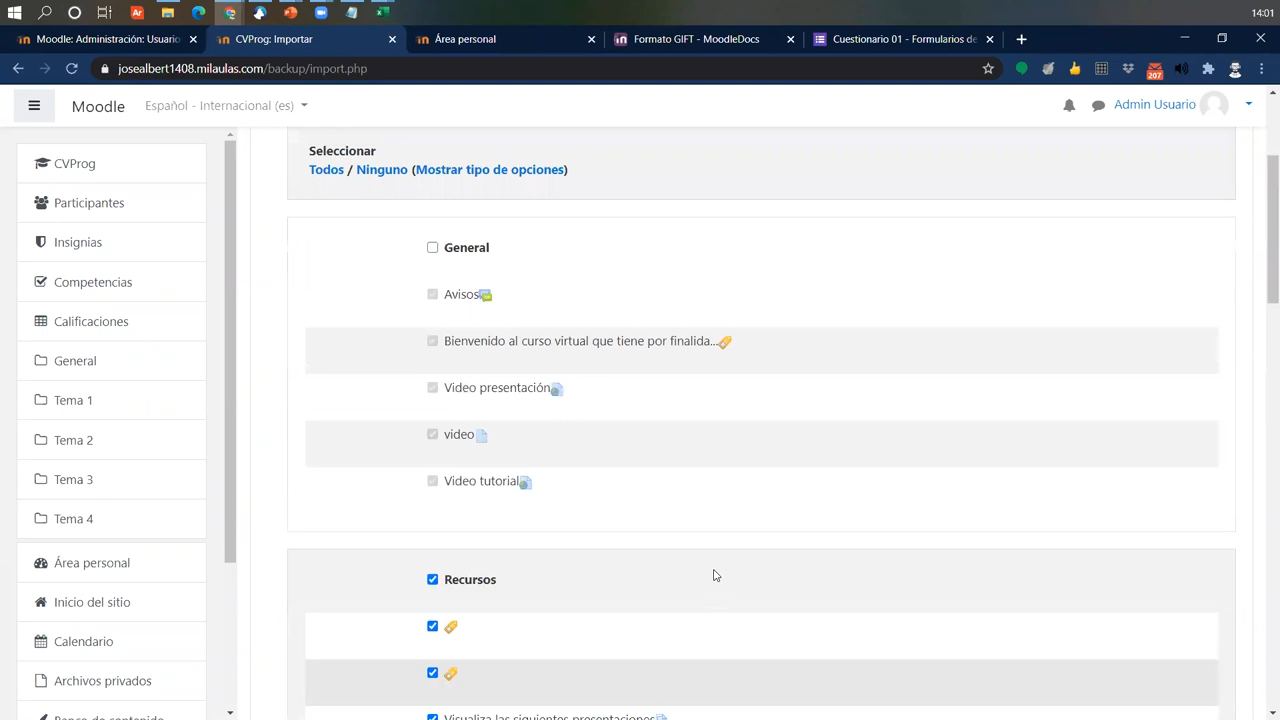 14:01
Moodle: Administración: Usuario
CVProg: Importar
Área personal
Formato GIFT - MoodleDocs
Cuestionario 01 - Formularios de
josealbert1408.milaulas.com/backup/import.php
207
Moodle
Español - Internacional (es)
Admin Usuario
CVProg
Participantes
Insignias
Competencias
Calificaciones
General
Tema 1
Tema 2
Tema 3
Tema 4
Área personal
Inicio del sitio
Calendario
Archivos privados
Banco de contenido
Seleccionar
Todos / Ninguno (Mostrar tipo de opciones)
General
Avisos
Bienvenido al curso virtual que tiene por finalida...
Video presentación
video
Video tutorial
Recursos
Visualiza las siguientes presentaciones